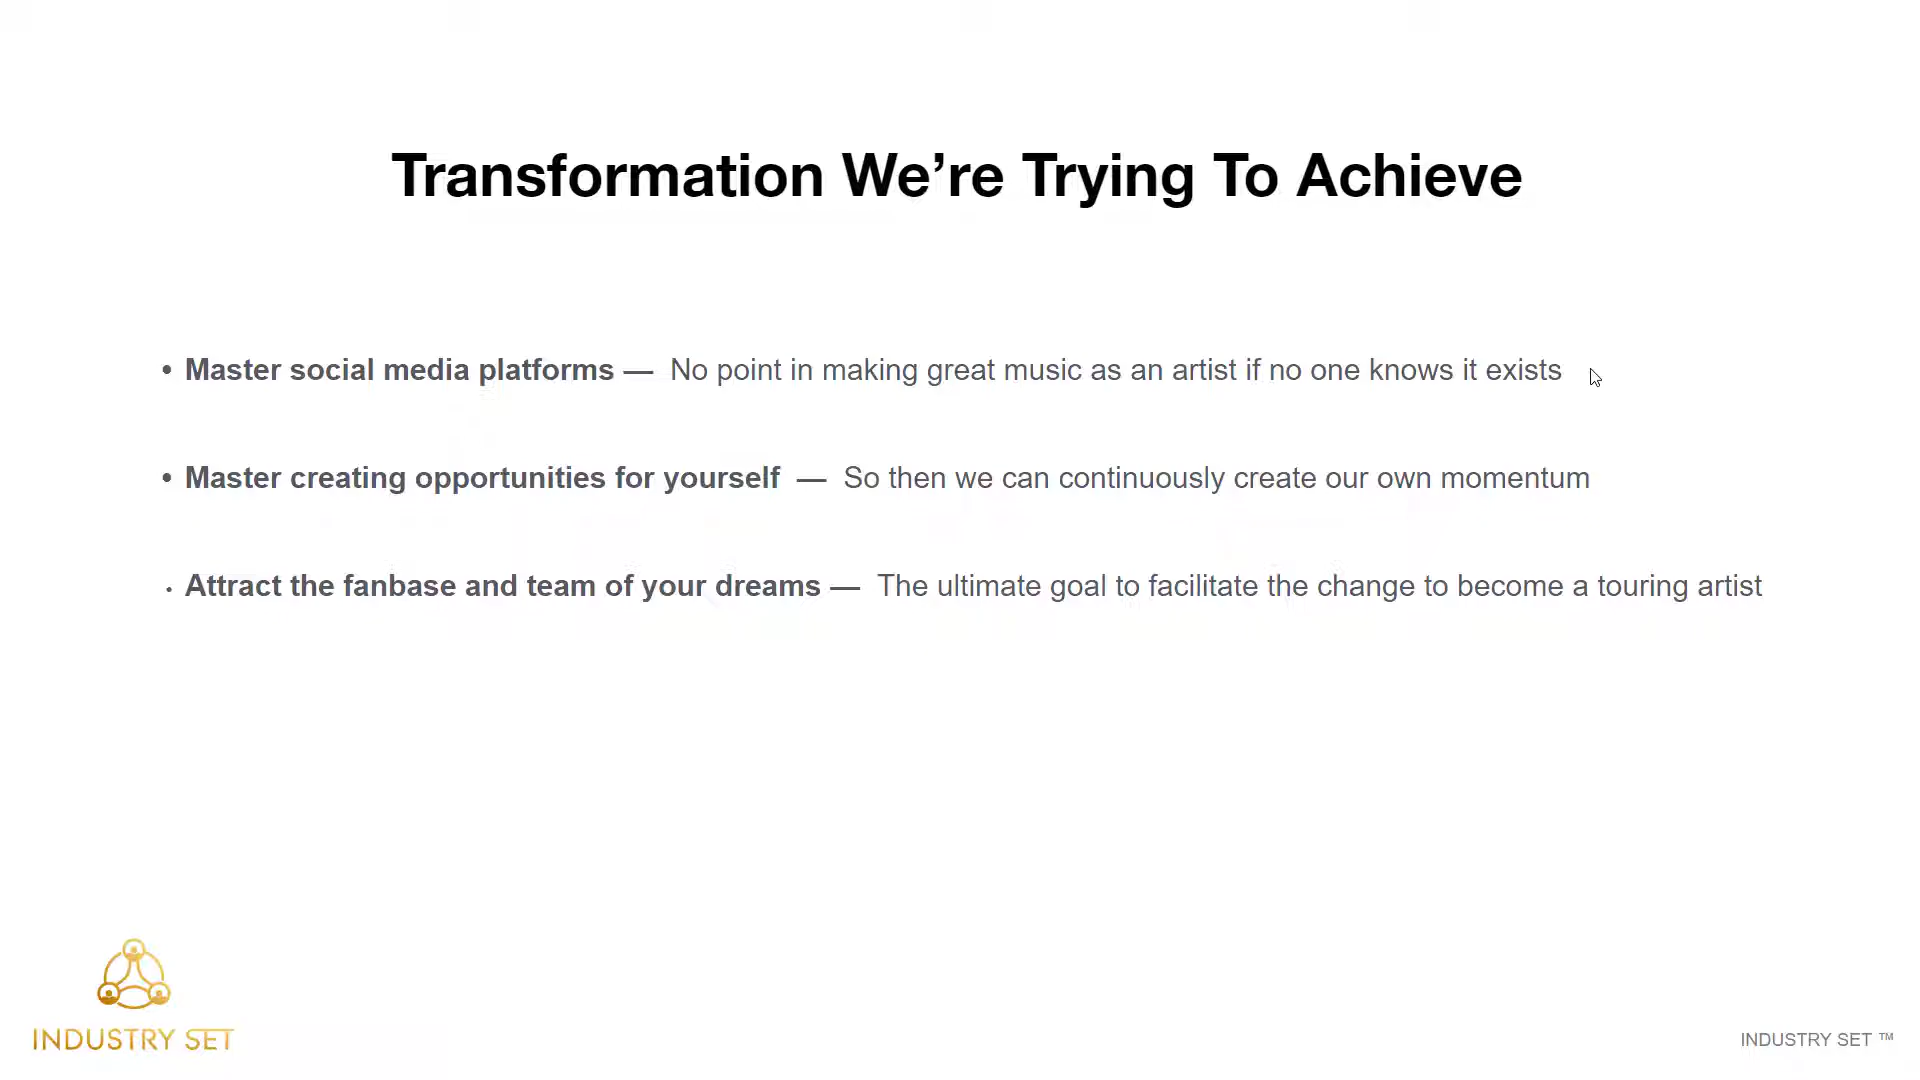 Transformation We’re Trying To Achieve
• Master social media platforms — No point in making great music as an artist if no one knows it exists
• Master creating opportunities for yourself — So then we can continuously create our own momentum
• Attract the fanbase and team of your dreams — The ultimate goal to facilitate the change to become a touring artist
INDUSTRY SET
INDUSTRY SET ™